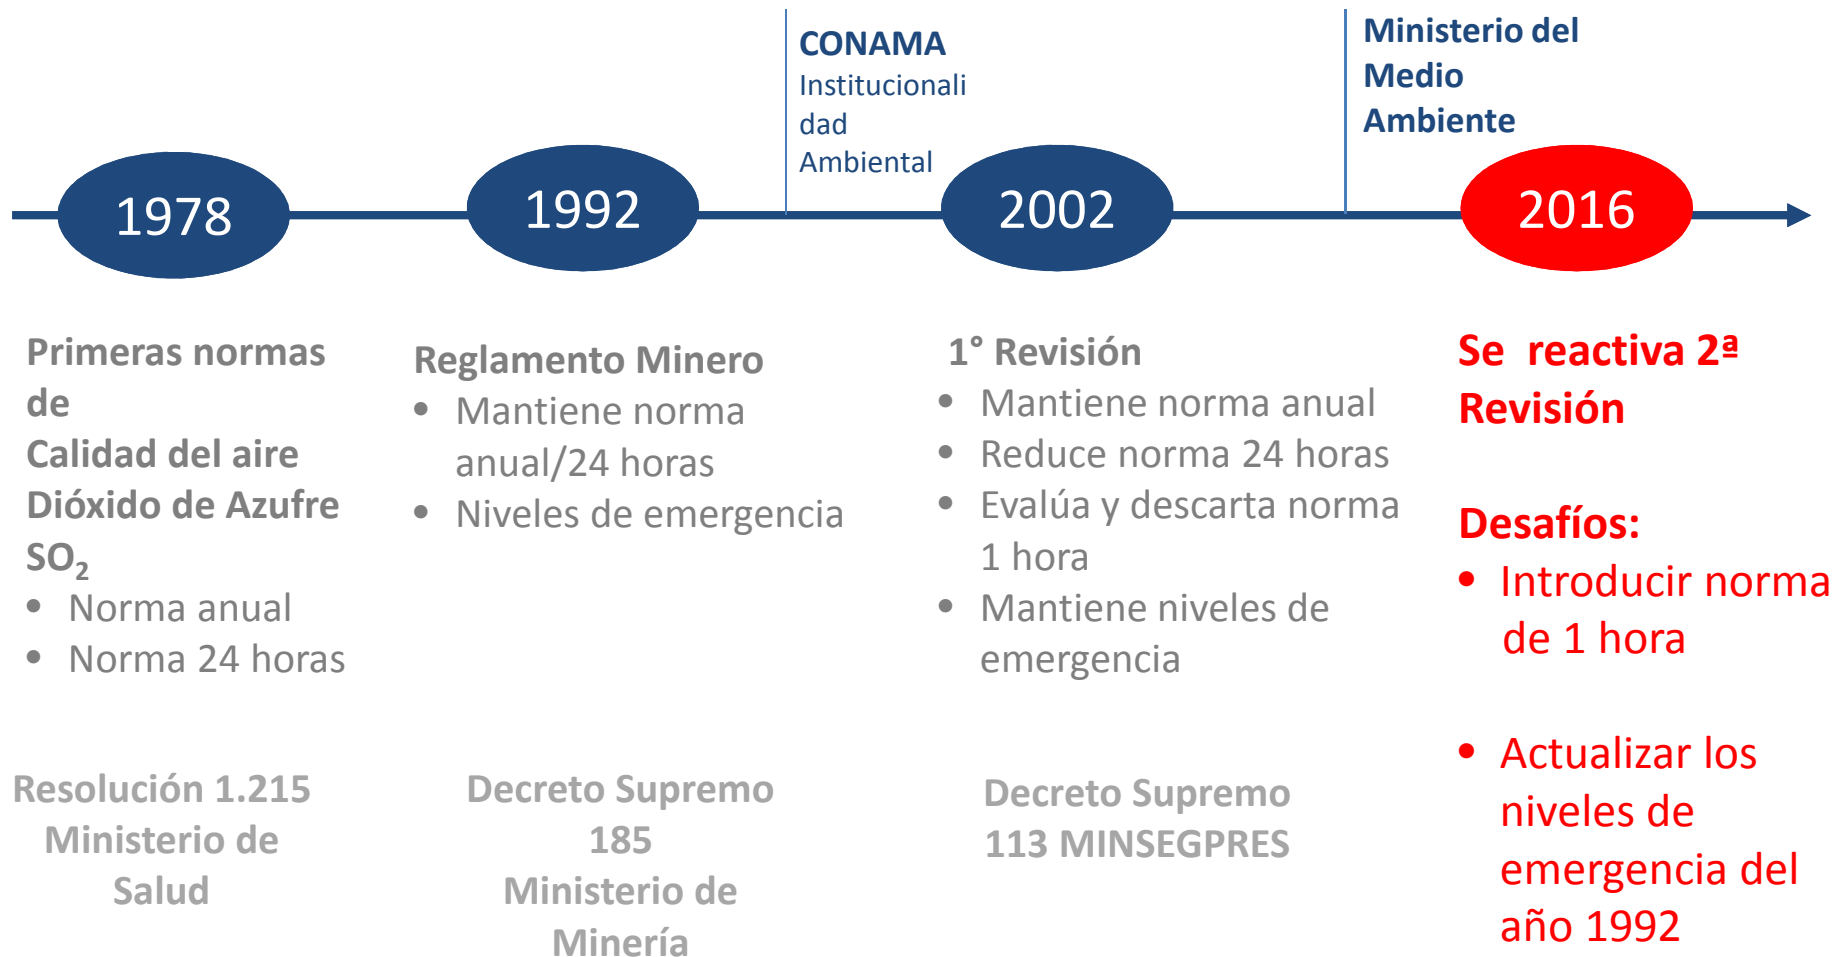 CONAMA
Institucionali
dad
Ambiental
Ministerio del
Medio
Ambiente
1978
1992
2002
2016
Primeras normas
de
Calidad del aire
Dióxido de Azufre
SO₂
• Norma anual
• Norma 24 horas
Resolución 1.215
Ministerio de
Salud
Reglamento Minero
• Mantiene norma
anual/24 horas
• Niveles de emergencia
Decreto Supremo
185
Ministerio de
Minería
1° Revisión
• Mantiene norma anual
• Reduce norma 24 horas
• Evalúa y descarta norma
1 hora
• Mantiene niveles de
emergencia
Decreto Supremo
113 MINSEGPRES
Se reactiva 2ª
Revisión
Desafíos:
• Introducir norma
de 1 hora
• Actualizar los
niveles de
emergencia del
año 1992